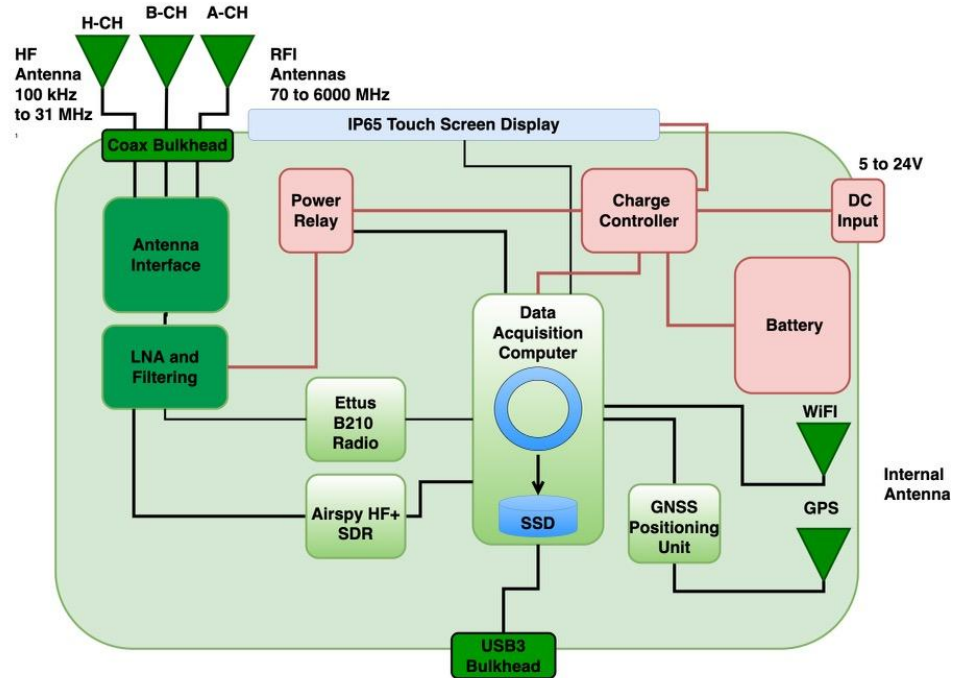 H-CH
B-CH
A-CH
HF
Antenna
100 kHz
to 31 MHz
1
RFI
Antennas
70 to 6000 MHz
IP65 Touch Screen Display
Coax Bulkhead
5 to 24V
Power
Relay
Charge
Controller
DC
Input
Antenna
Interface
Data
Acquisition
Computer
Battery
LNA and
Filtering
Ettus
B210
Radio
WiFI
Airspy HF+
SDR
SSD
GNSS
Positioning
Unit
GPS
Internal
Antenna
USB3
Bulkhead